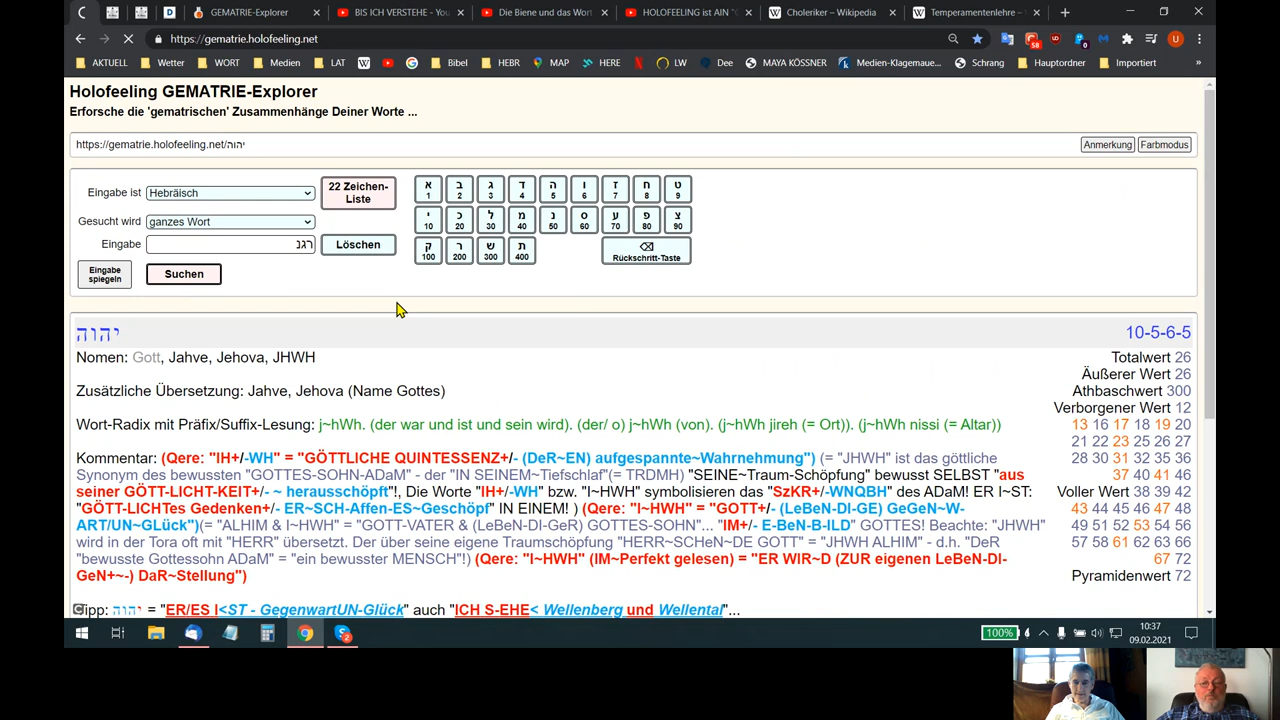 GEMATRIE-Explorer
BIS ICH VERSTEHE - You
Die Biene und das Wort
HOLOFEELING ist AIN "G
Choleriker – Wikipedia
Temperamentenlehre –
https://gematrie.holofeeling.net
AKTUELL Wetter WORT Medien LAT Bibel HEBR MAP HERE LW Dee MAYA KÖSSNER Medien-Klagemaue... Schrang Hauptordner Importiert »
Holofeeling GEMATRIE-Explorer
Erforsche die 'gematrischen' Zusammenhänge Deiner Worte ...
https://gematrie.holofeeling.net/יהוה
Anmerkung Farbmodus
Eingabe ist Hebräisch
22 Zeichen-
Liste
Gesucht wird ganzes Wort
Eingabe רגנ Löschen
Eingabe
spiegeln
Suchen
א ב ג ד ה ו ז ח ט
1 2 3 4 5 6 7 8 9
י כ ל מ נ ס ע פ צ
10 20 30 40 50 60 70 80 90
ק ר ש ת ⌫
100 200 300 400 Rückschritt-Taste
יהוה 10-5-6-5
Nomen: Gott, Jahve, Jehova, JHWH
Zusätzliche Übersetzung: Jahve, Jehova (Name Gottes)
Wort-Radix mit Präfix/Suffix-Lesung: j~hWh. (der war und ist und sein wird). (der/ o) j~hWh (von). (j~hWh jireh (= Ort)). (j~hWh nissi (= Altar))
Kommentar: (Qere: "IH+/-WH" = "GÖTTLICHE QUINTESSENZ+/- (DeR~EN) aufgespannte~Wahrnehmung") (= "JHWH" ist das göttliche
Synonym des bewussten "GOTTES-SOHN-ADaM" - der "IN SEINEM~Tiefschlaf"(= TRDMH) "SEINE~Traum-Schöpfung" bewusst SELBST "aus
seiner GÖTT-LICHT-KEIT+/- ~ herausschöpft"!, Die Worte "IH+/-WH" bzw. "I~HWH" symbolisieren das "SzKR+/-WNQBH" des ADaM! ER I~ST:
"GÖTT-LICHTes Gedenken+/- ER~SCH-Affen-ES~Geschöpf" IN EINEM! ) (Qere: "I~HWH" = "GOTT+/- (LeBeN-DI-GE) GeGeN~W-
ART/UN~GLück")(= "ALHIM & I~HWH" = "GOTT-VATER & (LeBeN-DI-GeR) GOTTES-SOHN"... "IM+/- E-BeN-B-ILD" GOTTES! Beachte: "JHWH"
wird in der Tora oft mit "HERR" übersetzt. Der über seine eigene Traumschöpfung "HERR~SCHeN~DE GOTT" = "JHWH ALHIM" - d.h. "DeR
"bewusste Gottessohn ADaM" = "ein bewusster MENSCH"!) (Qere: "I~HWH" (IM~Perfekt gelesen) = "ER WIR~D (ZUR eigenen LeBeN-DI-
GeN+~-) DaR~Stellung")
Tipp: יהוה = "ER/ES I<ST - GegenwartUN-Glück" auch "ICH S-EHE< Wellenberg und Wellental"...
Totalwert 26
Äußerer Wert 26
Athbaschwert 300
Verborgener Wert 12
13 16 17 18 19 20
21 22 23 25 26 27
28 30 31 32 35 36
37 40 41 46
Voller Wert 38 39 42
43 44 45 46 47 48
49 51 52 53 54 56
57 58 61 62 63 66
67 72
Pyramidenwert 72
100%
10:37
09.02.2021